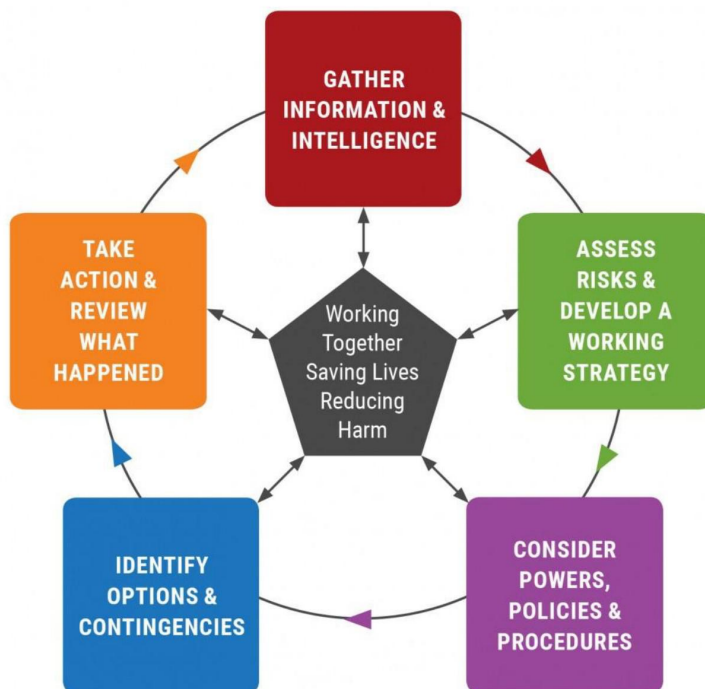 GATHER
INFORMATION &
INTELLIGENCE
ASSESS
RISKS &
DEVELOP A
WORKING
STRATEGY
CONSIDER
POWERS,
POLICIES &
PROCEDURES
IDENTIFY
OPTIONS &
CONTINGENCIES
TAKE
ACTION &
REVIEW
WHAT
HAPPENED
Working
Together
Saving Lives
Reducing
Harm